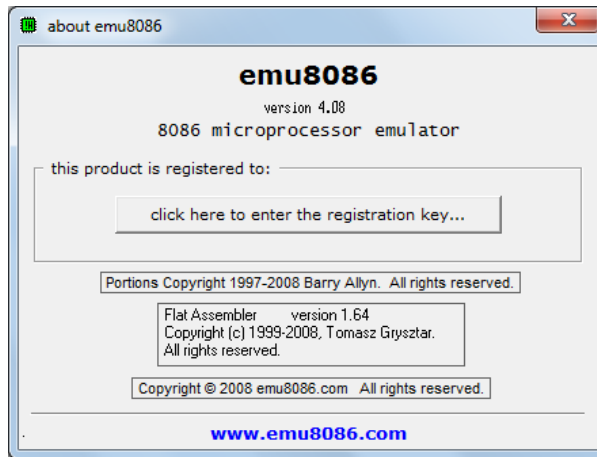 about emu8086
emu8086
version 4.08
8086 microprocessor emulator
this product is registered to:
click here to enter the registration key...
Portions Copyright 1997-2008 Barry Allyn.  All rights reserved.
Flat Assembler version 1.64
Copyright (c) 1999-2008, Tomasz Grysztar.
All rights reserved.
Copyright © 2008 emu8086.com   All rights reserved.
www.emu8086.com